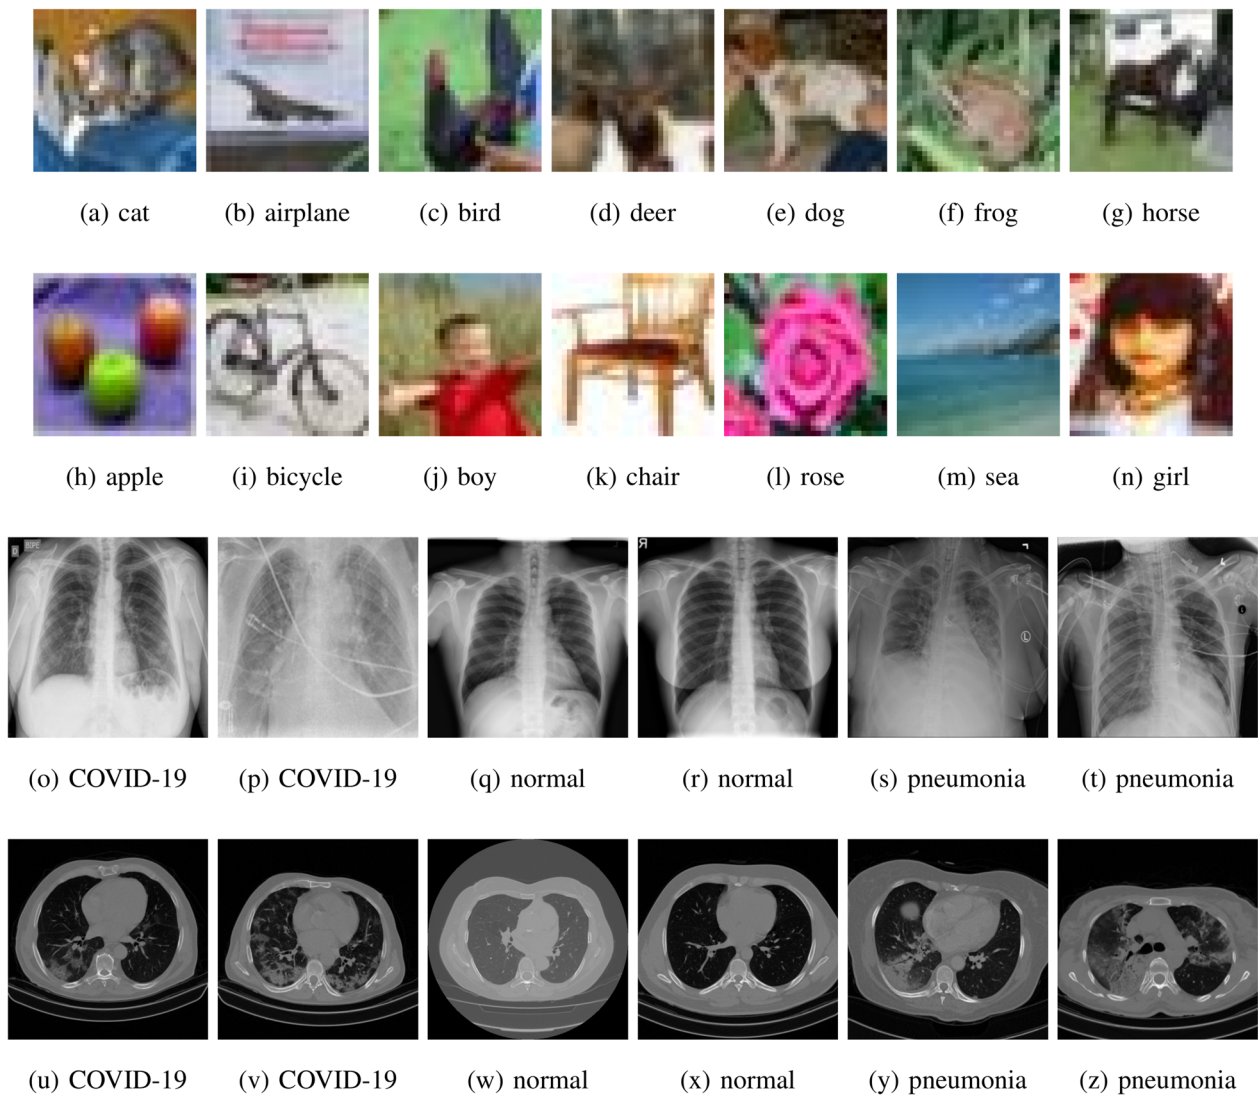 (a) cat (b) airplane (c) bird (d) deer (e) dog (f) frog (g) horse
(h) apple (i) bicycle (j) boy (k) chair (l) rose (m) sea (n) girl
D
R
L
(o) COVID-19 (p) COVID-19 (q) normal (r) normal (s) pneumonia (t) pneumonia
(u) COVID-19 (v) COVID-19 (w) normal (x) normal (y) pneumonia (z) pneumonia